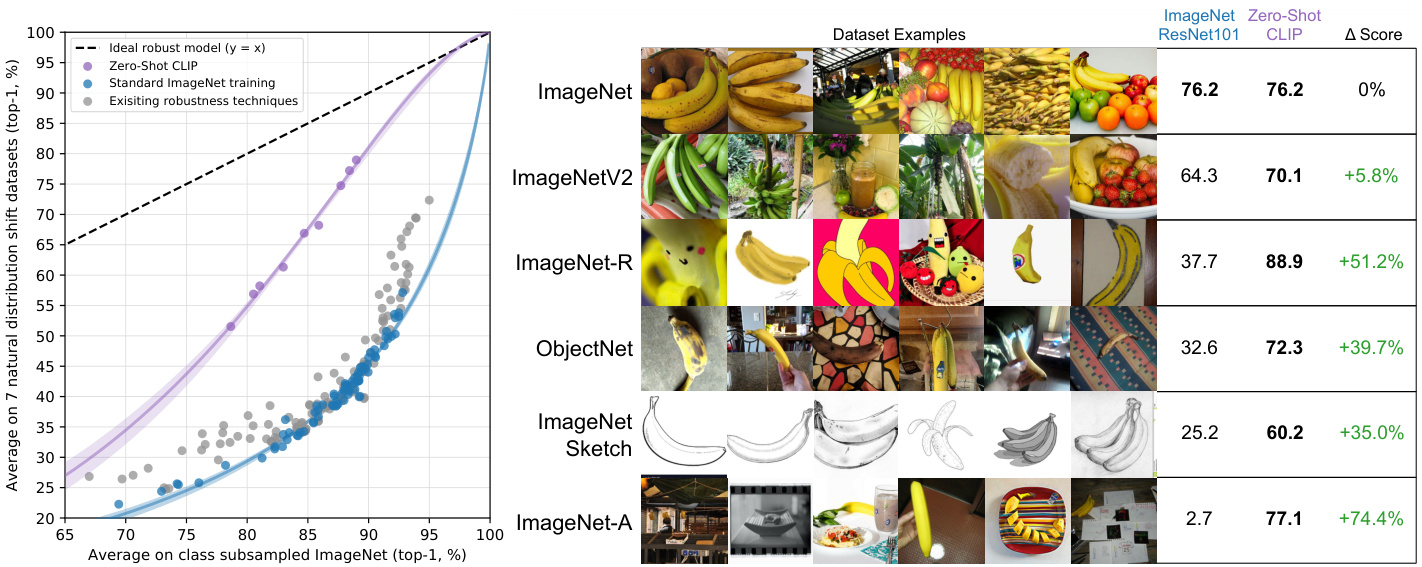 100
95
90
85
80
75
70
65
60
55
50
45
40
35
30
25
20
65
70
75
80
85
90
95
100
Average on 7 natural distribution shift datasets (top-1, %)
Average on class subsampled ImageNet (top-1, %)
Ideal robust model (y = x)
Zero-Shot CLIP
Standard ImageNet training
Exisiting robustness techniques
Dataset Examples
ImageNet
ResNet101
Zero-Shot
CLIP
Δ Score
ImageNet
76.2
76.2
0%
ImageNetV2
64.3
70.1
+5.8%
ImageNet-R
37.7
88.9
+51.2%
ObjectNet
32.6
72.3
+39.7%
ImageNet
Sketch
25.2
60.2
+35.0%
ImageNet-A
2.7
77.1
+74.4%